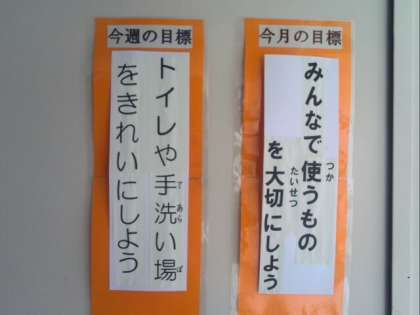 今週の目標
トイレや手洗い場
をきれいにしよう
今月の目標
みんなで使うもの
を大切にしよう